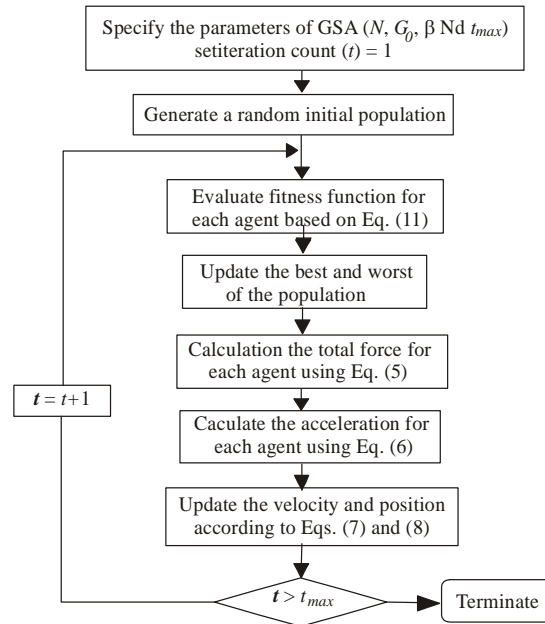 Specify the parameters of GSA (N, G0, β Nd tmax)
setiteration count (t) = 1
Generate a random initial population
Evaluate fitness function for
each agent based on Eq. (11)
Update the best and worst
of the population
Calculation the total force for
each agent using Eq. (5)
t = t+1
Caculate the acceleration for
each agent using Eq. (6)
Update the velocity and position
according to Eqs. (7) and (8)
t > tmax
Terminate